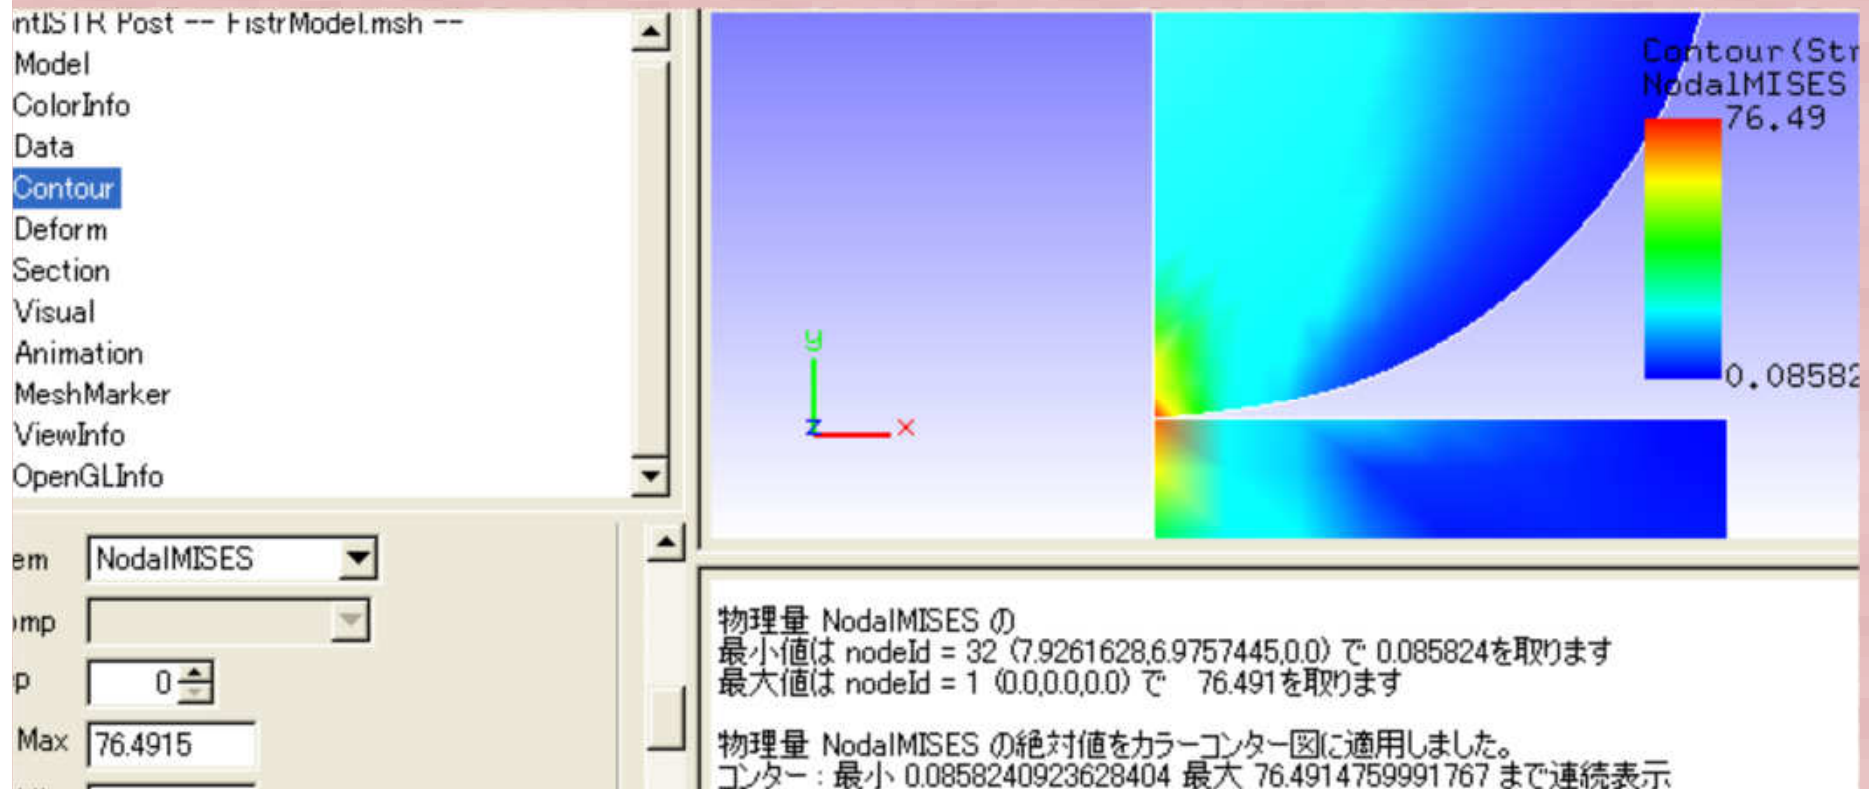 ntISTR Post -- FistrModel.msh --
Model
ColorInfo
Data
Contour
Deform
Section
Visual
Animation
MeshMarker
ViewInfo
OpenGLInfo
em NodalMISES
omp
p 0
Max 76.4915
Contour(Str
NodalMISES
76.49
0.08582
y
z x
物理量 NodalMISES の
最小値は nodeId = 32 (7.9261628,6.9757445,0.0) で 0.085824を取ります
最大値は nodeId = 1 (0.0,0.0,0.0) で 76.491を取ります
物理量 NodalMISES の絶対値をカラーコンター図に適用しました。
コンター : 最小 0.0858240923628404 最大 76.4914759991767 まで連続表示